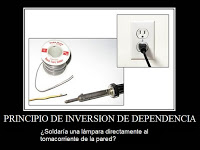 PRINCIPIO DE INVERSION DE DEPENDENCIA
¿Soldaría una lámpara directamente al
tomacorriente de la pared?